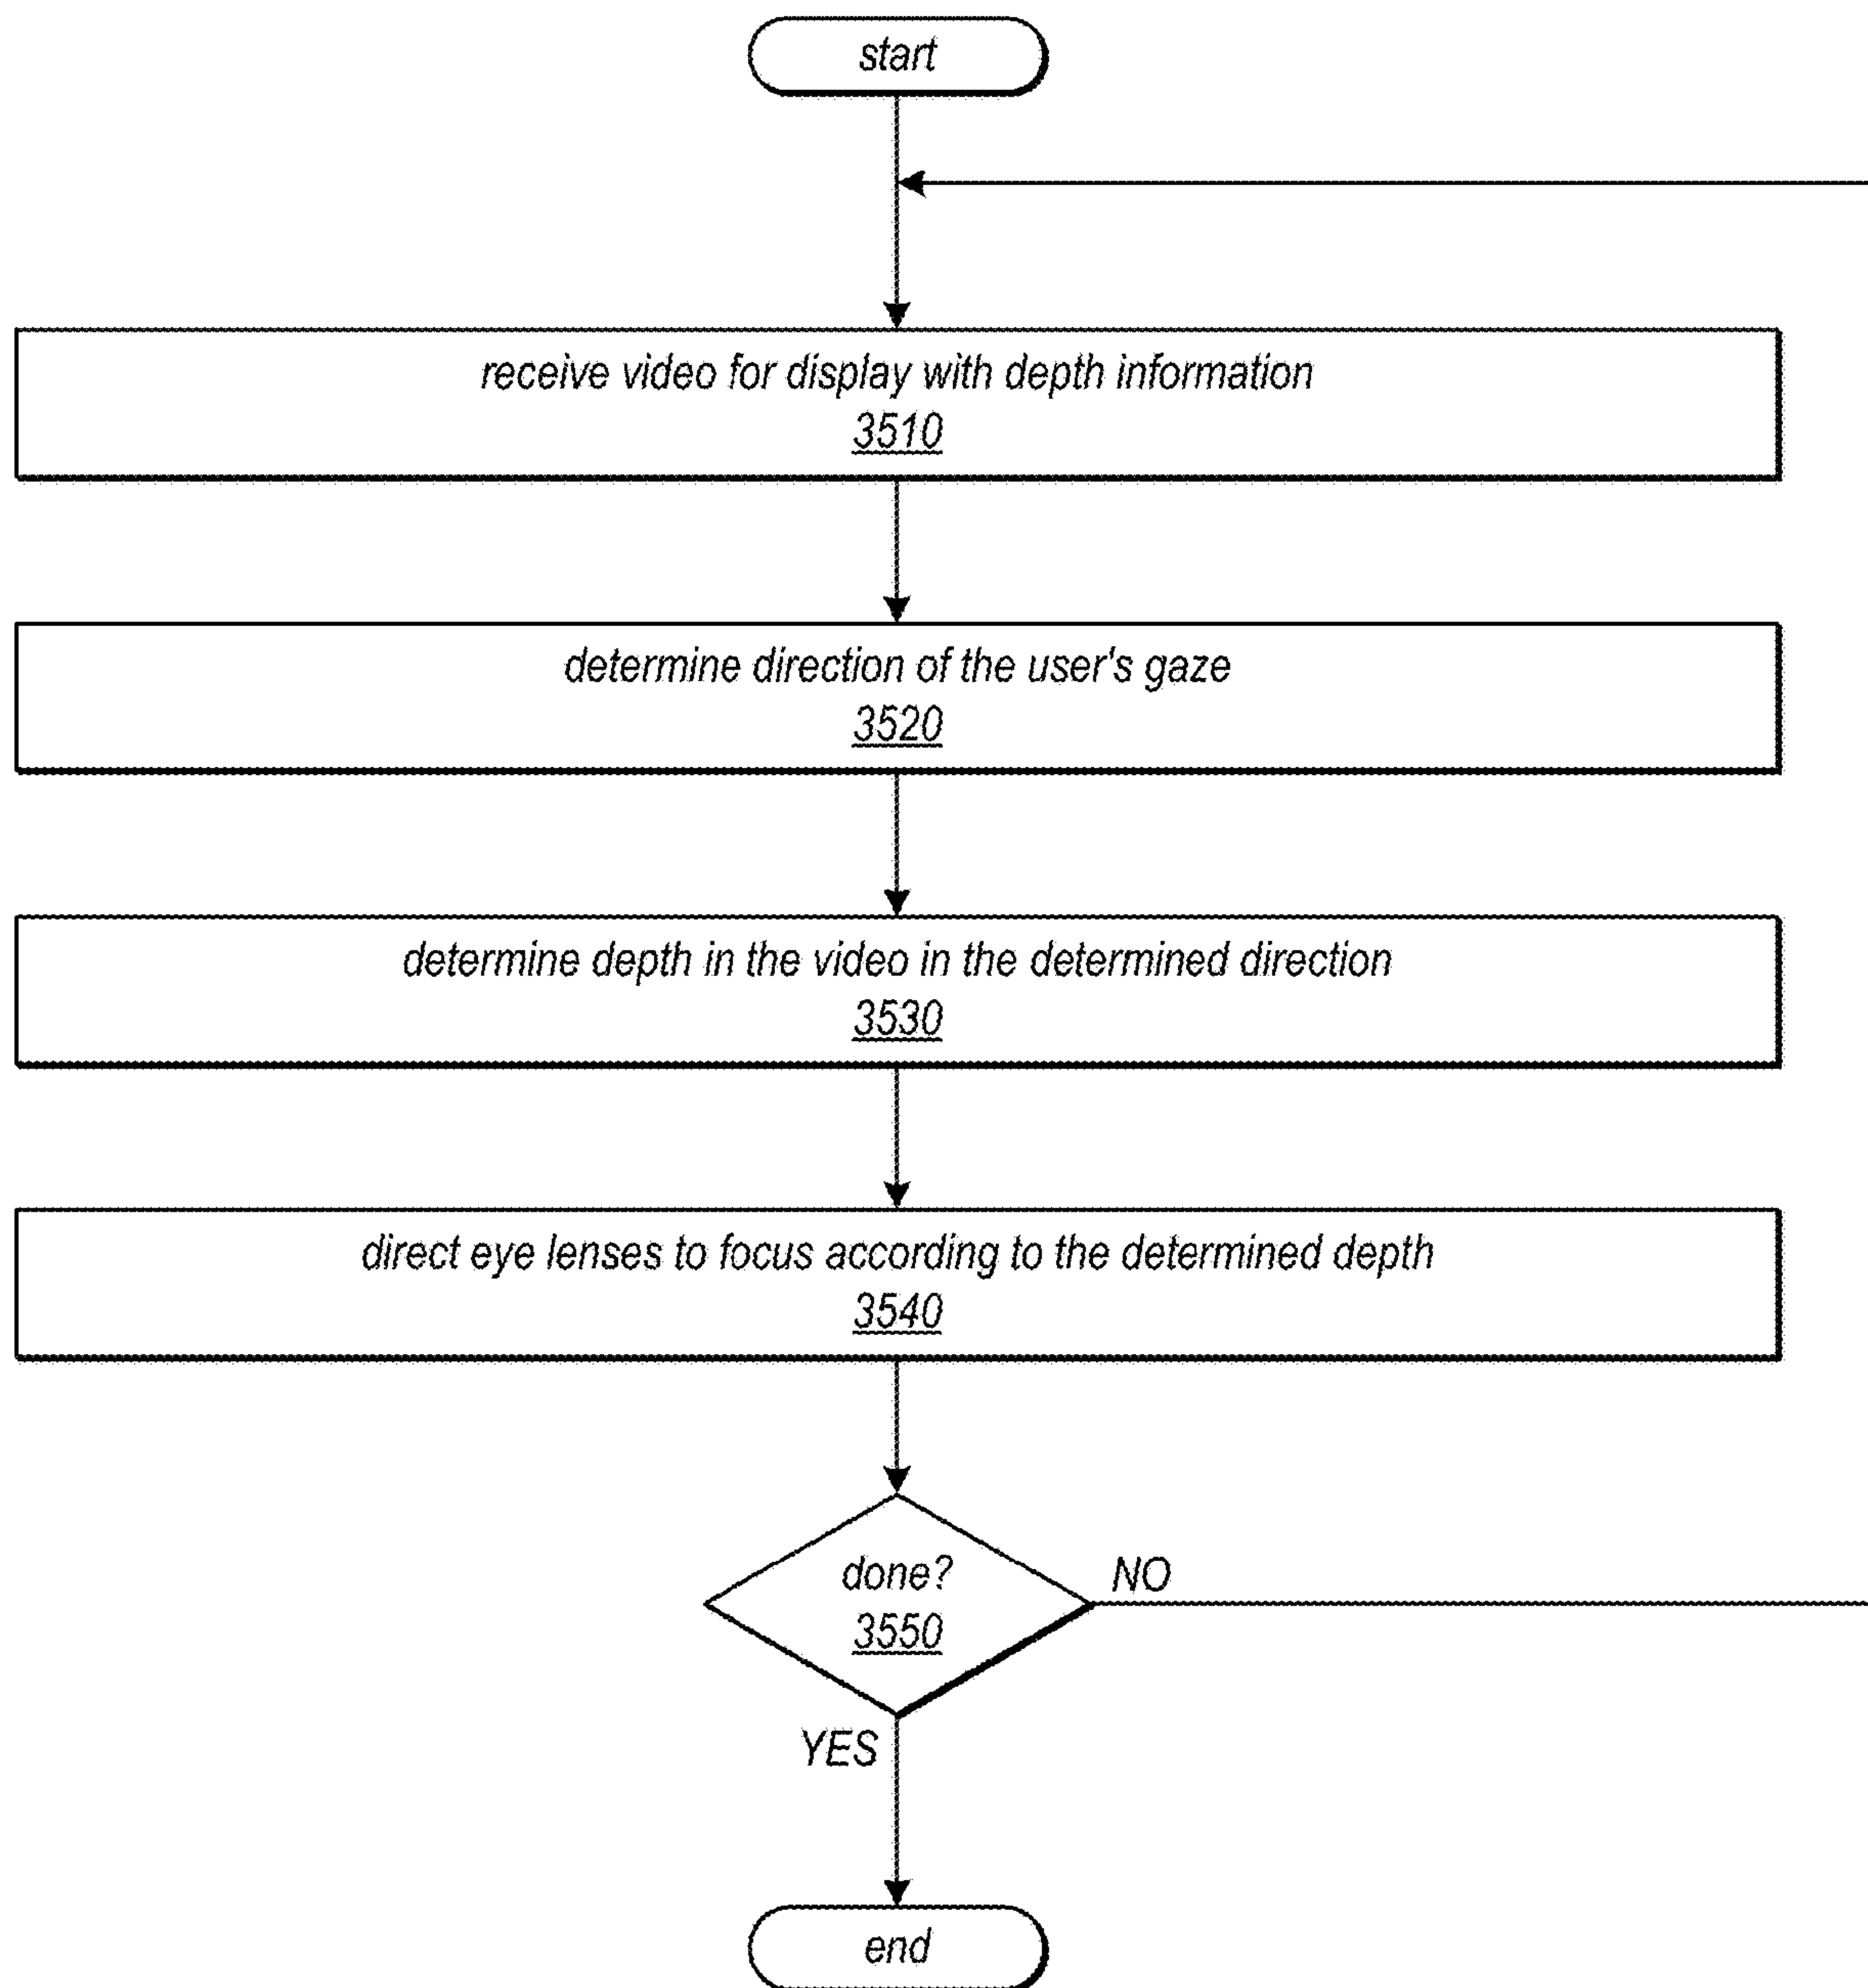 start
receive video for display with depth information
3510
determine direction of the user's gaze
3520
determine depth in the video in the determined direction
3530
direct eye lenses to focus according to the determined depth
3540
done?
3550
NO
YES
end